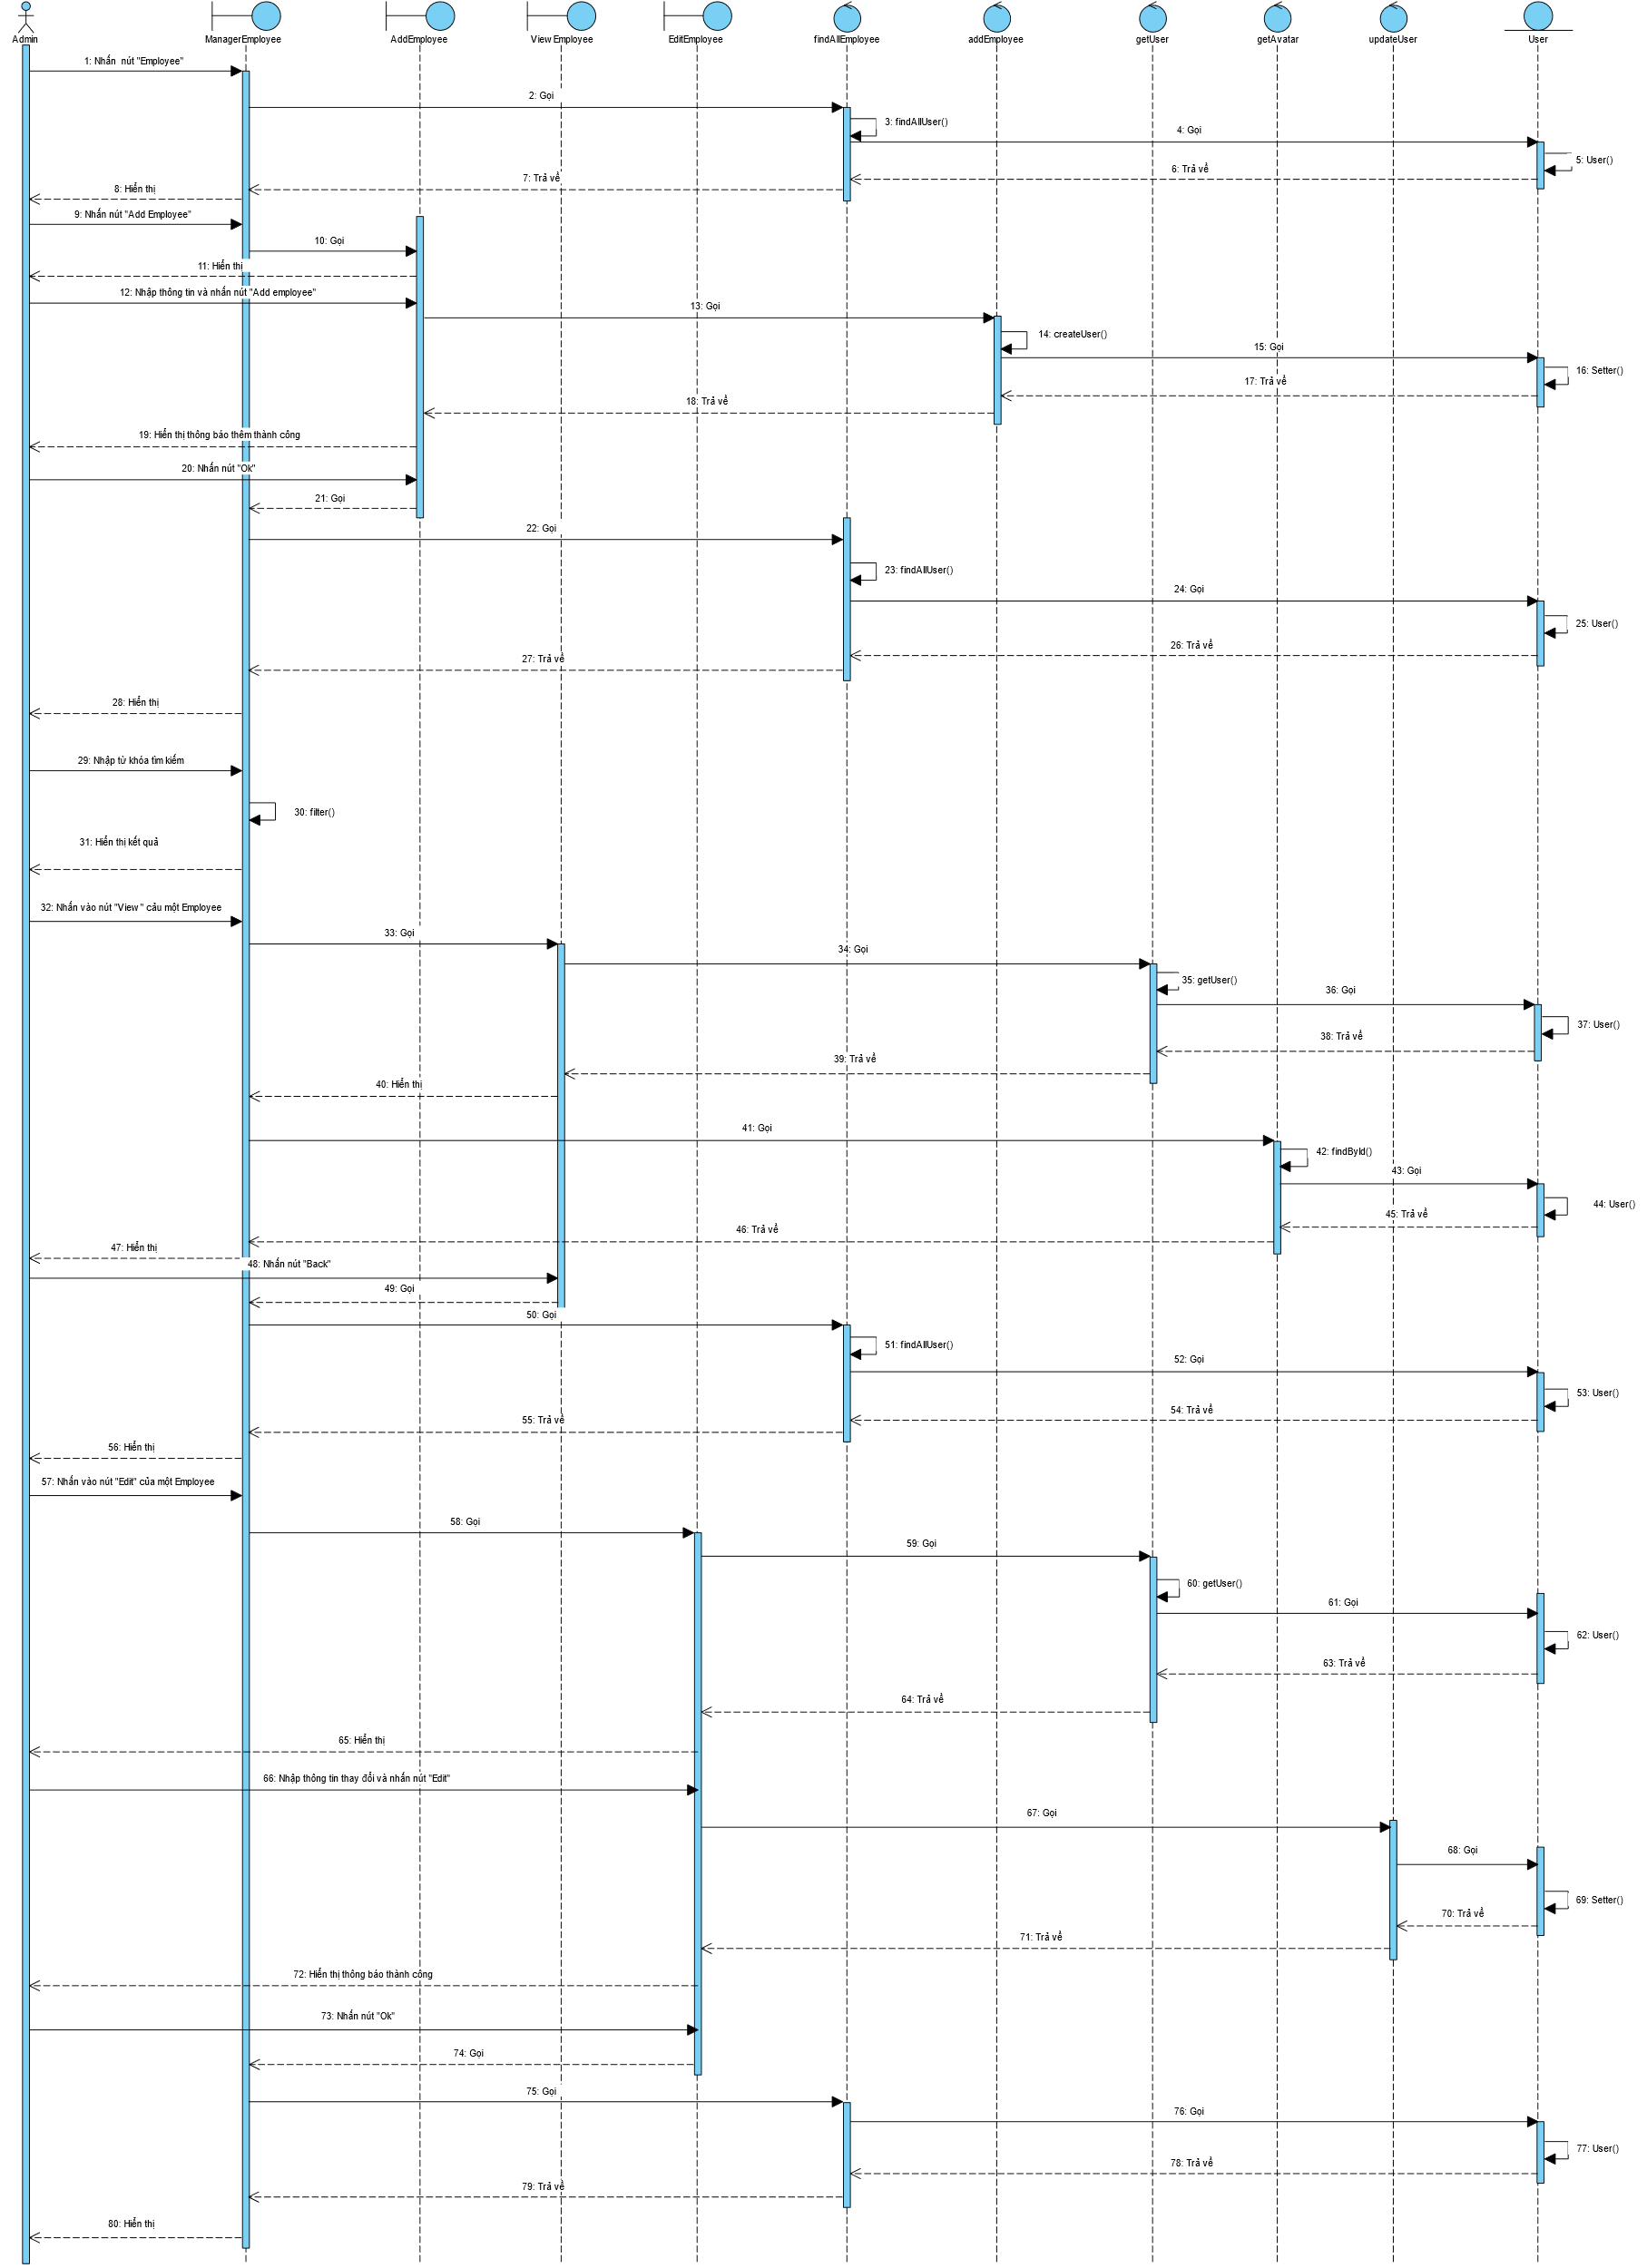 Admin
ManagerEmployee
AddEmployee
View Employee
EditEmployee
findAllEmployee
addEmployee
getUser
getAvatar
updateUser
User
1: Nhấn nút "Employee"
2: Gọi
3: findAllUser()
4: Gọi
5: User()
6: Trả về
7: Trả về
8: Hiển thị
9: Nhấn nút "Add Employee"
10: Gọi
11: Hiển thị
12: Nhập thông tin và nhấn nút "Add employee"
13: Gọi
14: createUser()
15: Gọi
16: Setter()
17: Trả về
18: Trả về
19: Hiển thị thông báo thêm thành công
20: Nhấn nút "Ok"
21: Gọi
22: Gọi
23: findAllUser()
24: Gọi
25: User()
26: Trả về
27: Trả về
28: Hiển thị
29: Nhập từ khóa tìm kiếm
30: filter()
31: Hiển thị kết quả
32: Nhấn vào nút "View " cảu một Employee
33: Gọi
34: Gọi
35: getUser()
36: Gọi
37: User()
38: Trả về
39: Trả về
40: Hiển thị
41: Gọi
42: findById()
43: Gọi
44: User()
45: Trả về
46: Trả về
47: Hiển thị
48: Nhấn nút "Back"
49: Gọi
50: Gọi
51: findAllUser()
52: Gọi
53: User()
54: Trả về
55: Trả về
56: Hiển thị
57: Nhấn vào nút "Edit" của một Employee
58: Gọi
59: Gọi
60: getUser()
61: Gọi
62: User()
63: Trả về
64: Trả về
65: Hiển thị
66: Nhập thông tin thay đổi và nhấn nút "Edit"
67: Gọi
68: Gọi
69: Setter()
70: Trả về
71: Trả về
72: Hiển thị thông báo thành công
73: Nhấn nút "Ok"
74: Gọi
75: Gọi
76: Gọi
77: User()
78: Trả về
79: Trả về
80: Hiển thị